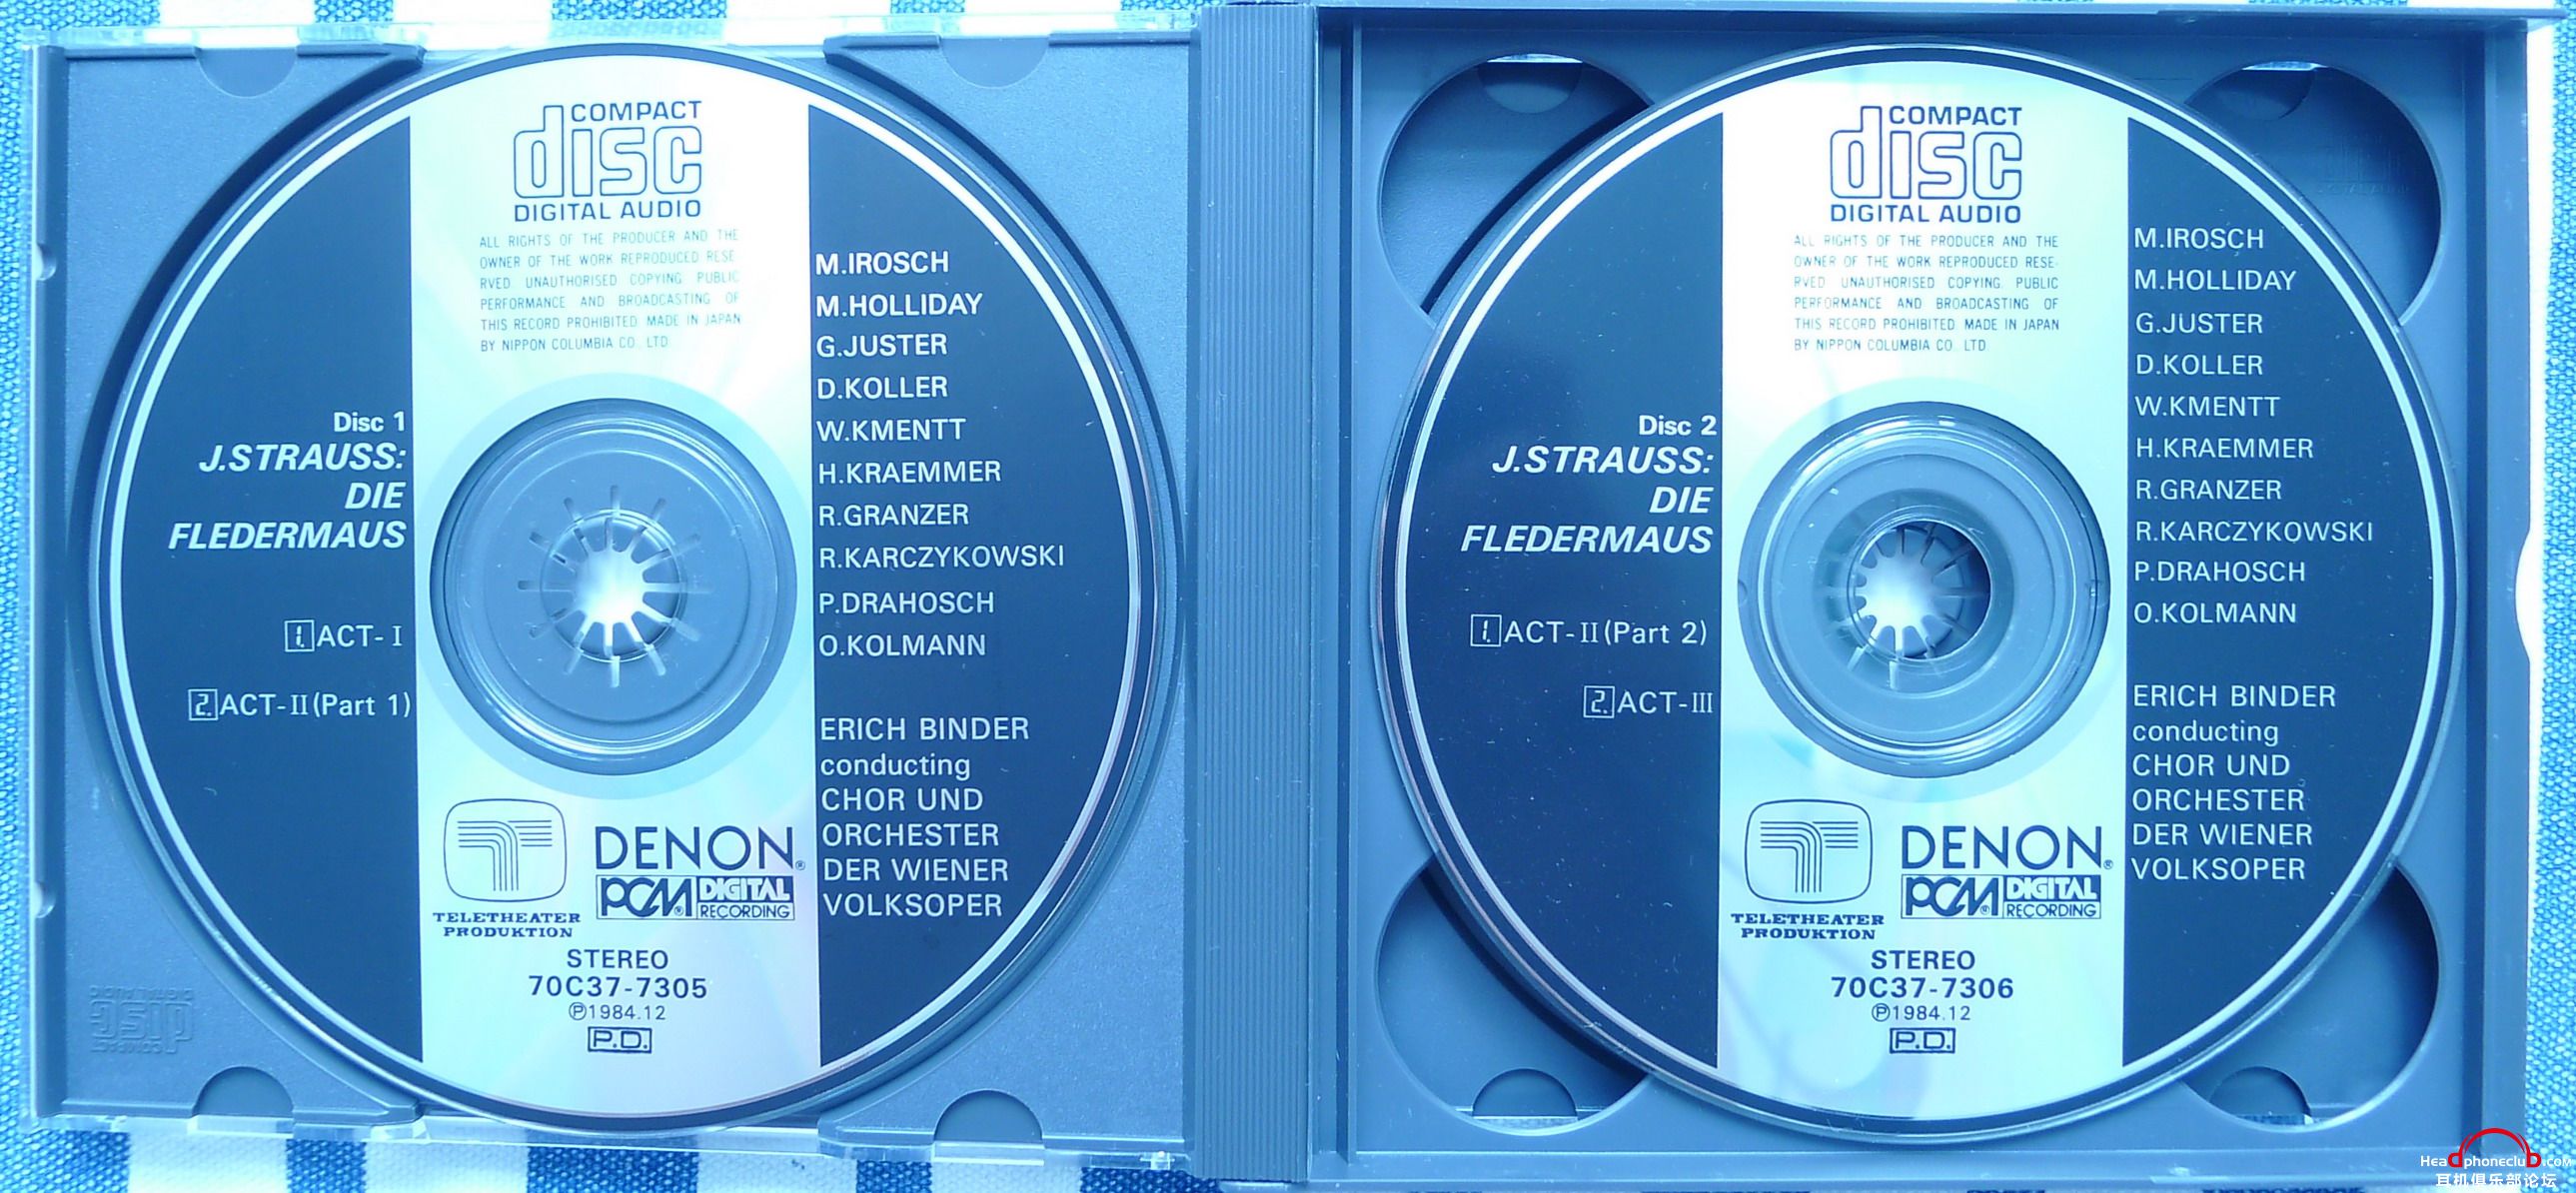 COMPACT
disc
DIGITAL AUDIO
ALL RIGHTS OF THE PRODUCER AND THE
OWNER OF THE WORK REPRODUCED RESE-
RVED UNAUTHORISED COPYING PUBLIC
PERFORMANCE AND BROADCASTING OF
THIS RECORD PROHIBITED MADE IN JAPAN
BY NIPPON COLUMBIA CO. LTD
Disc 1
J.STRAUSS:
DIE
FLEDERMAUS
1.ACT-I
2.ACT-II(Part 1)
M.IROSCH
M.HOLLIDAY
G.JUSTER
D.KOLLER
W.KMENTT
H.KRAEMMER
R.GRANZER
R.KARCZYKOWSKI
P.DRAHOSCH
O.KOLMANN
ERICH BINDER
conducting
CHOR UND
ORCHESTER
DER WIENER
VOLKSOPER
TELETHEATER
PRODUKTION
DENON®
PCM® DIGITAL
RECORDING
STEREO
70C37-7305
℗1984.12
P.D.
COMPACT
disc
DIGITAL AUDIO
COMPACT
disc
DIGITAL AUDIO
ALL RIGHTS OF THE PRODUCER AND THE
OWNER OF THE WORK REPRODUCED RESE-
RVED UNAUTHORISED COPYING PUBLIC
PERFORMANCE AND BROADCASTING OF
THIS RECORD PROHIBITED MADE IN JAPAN
BY NIPPON COLUMBIA CO. LTD
Disc 2
J.STRAUSS:
DIE
FLEDERMAUS
1.ACT-II(Part 2)
2.ACT-III
M.IROSCH
M.HOLLIDAY
G.JUSTER
D.KOLLER
W.KMENTT
H.KRAEMMER
R.GRANZER
R.KARCZYKOWSKI
P.DRAHOSCH
O.KOLMANN
ERICH BINDER
conducting
CHOR UND
ORCHESTER
DER WIENER
VOLKSOPER
TELETHEATER
PRODUKTION
DENON®
PCM® DIGITAL
RECORDING
STEREO
70C37-7306
℗1984.12
P.D.
Headphoneclub.com
耳机俱乐部论坛